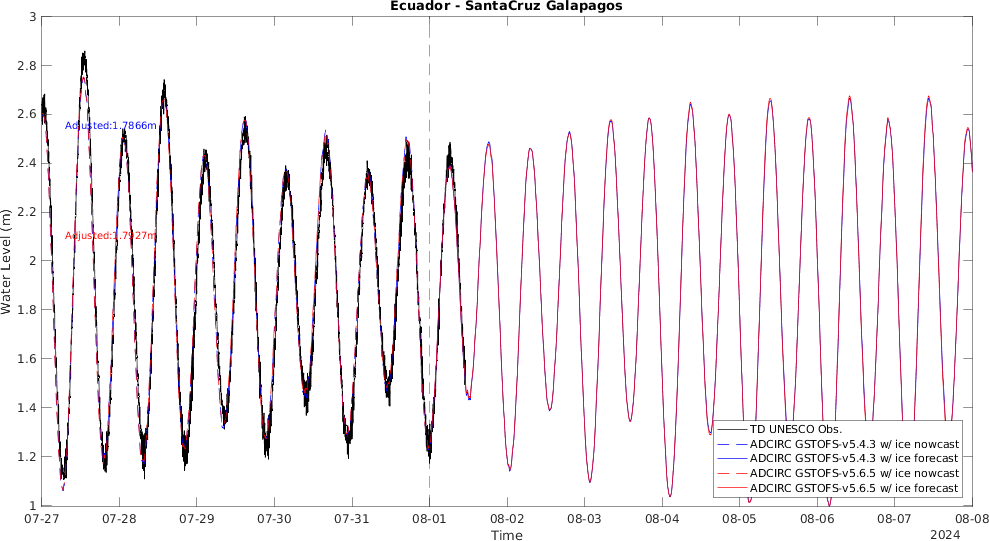 Ecuador - SantaCruz Galapagos
3
2.8
2.6
2.4
2.2
2
1.8
1.6
1.4
1.2
1
Water Level (m)
Adjusted:1.7866m
Adjusted:1.7927m
TD UNESCO Obs.
ADCIRC GSTOFS-v5.4.3 w/ ice nowcast
ADCIRC GSTOFS-v5.4.3 w/ ice forecast
ADCIRC GSTOFS-v5.6.5 w/ ice nowcast
ADCIRC GSTOFS-v5.6.5 w/ ice forecast
07-27 07-28 07-29 07-30 07-31 08-01 08-02 08-03 08-04 08-05 08-06 08-07 08-08
Time
2024